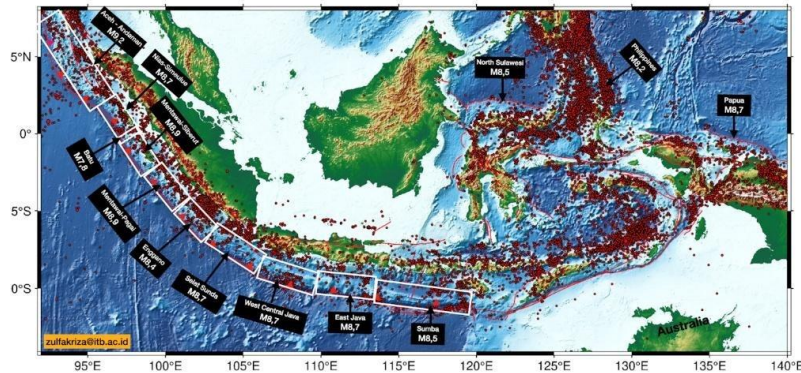 Aceh - Andaman
M9.2
Nias-Simeulue
M8,7
Mentawai-Siberut
M8,9
Batu
M7,8
Mentawai-Pagai
M8,9
Enggano
M8,4
Selat Sunda
M8,7
West Central Java
M8,7
East Java
M8,7
Sumba
M8,5
North Sulawesi
M8,5
Philippines
M8,2
Papua
M8,7
Australia
zulfakriza@itb.ac.id
5°N
0°
5°S
0°S
95°E
100°E
105°E
110°E
115°E
120°E
125°E
130°E
135°E
140°E